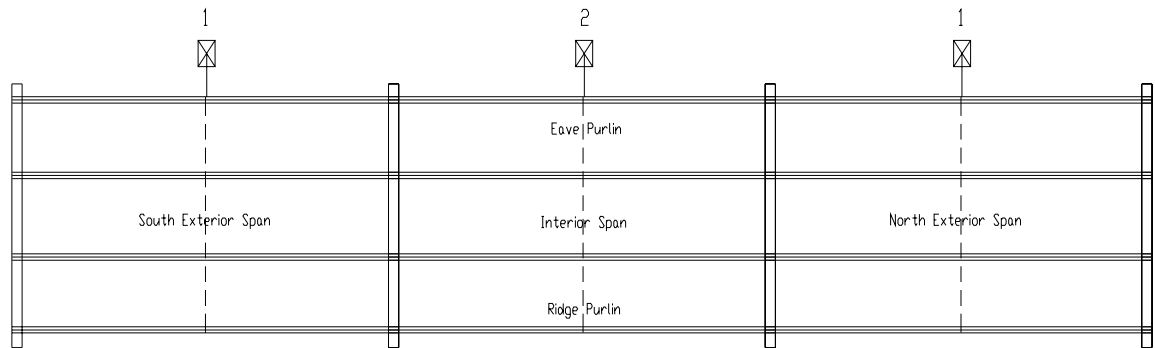 1 2 1
Eave Purlin
South Exterior Span Interior Span North Exterior Span
Ridge Purlin